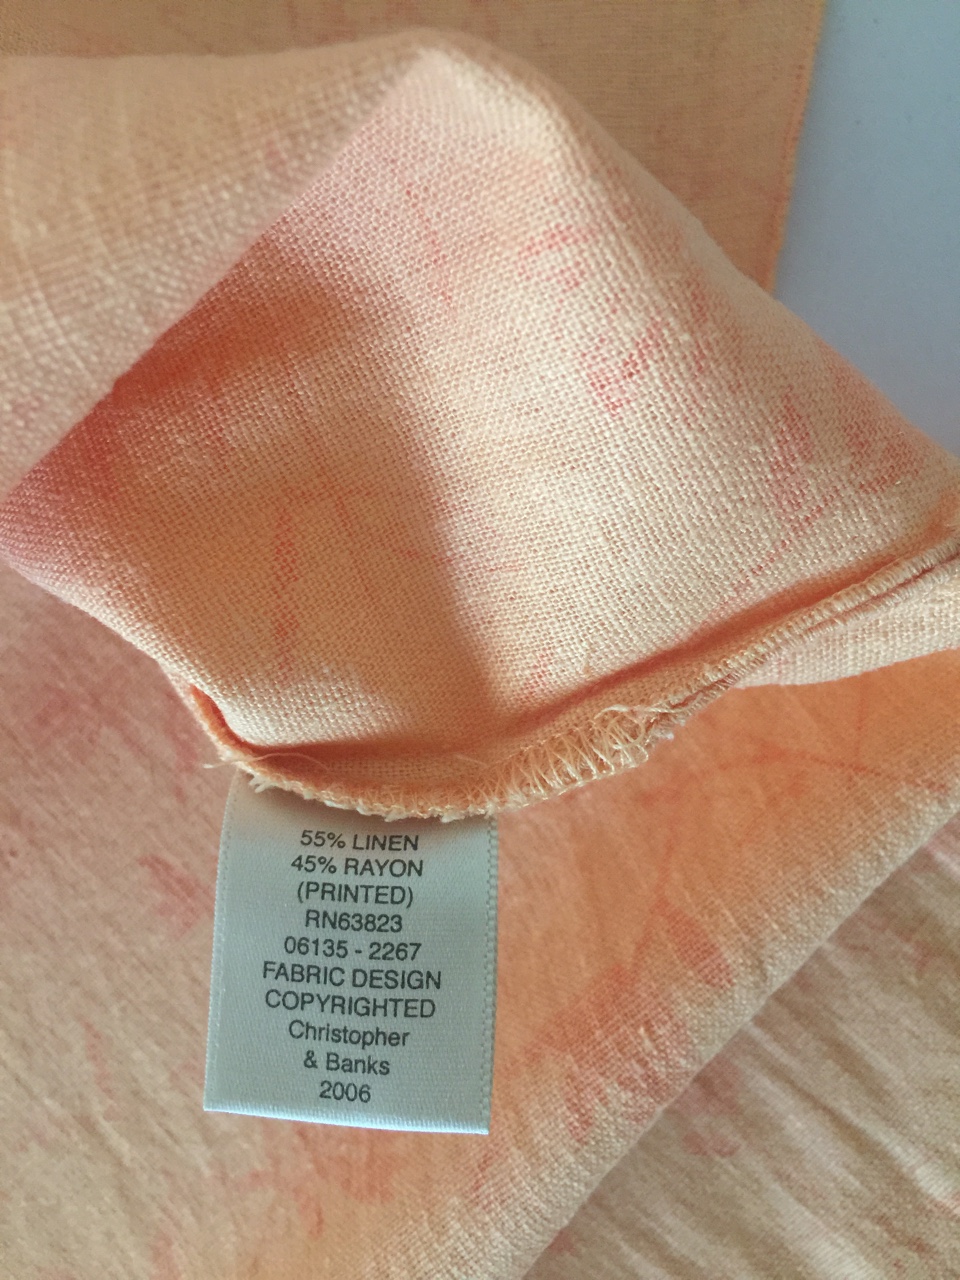 55% LINEN
45% RAYON
(PRINTED)
RN63823
06135 - 2267
FABRIC DESIGN
COPYRIGHTED
Christopher
& Banks
2006